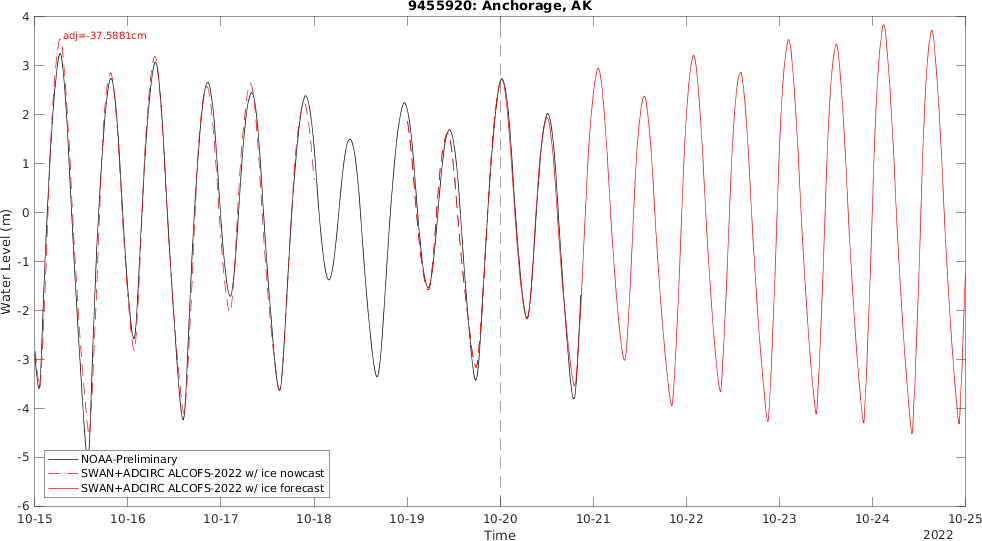 9455920: Anchorage, AK
adj=-37.5881cm
4
3
2
1
0
-1
-2
-3
-4
-5
-6
Water Level (m)
NOAA-Preliminary
SWAN+ADCIRC ALCOFS-2022 w/ ice nowcast
SWAN+ADCIRC ALCOFS-2022 w/ ice forecast
10-15 10-16 10-17 10-18 10-19 10-20 10-21 10-22 10-23 10-24 10-25
Time
2022